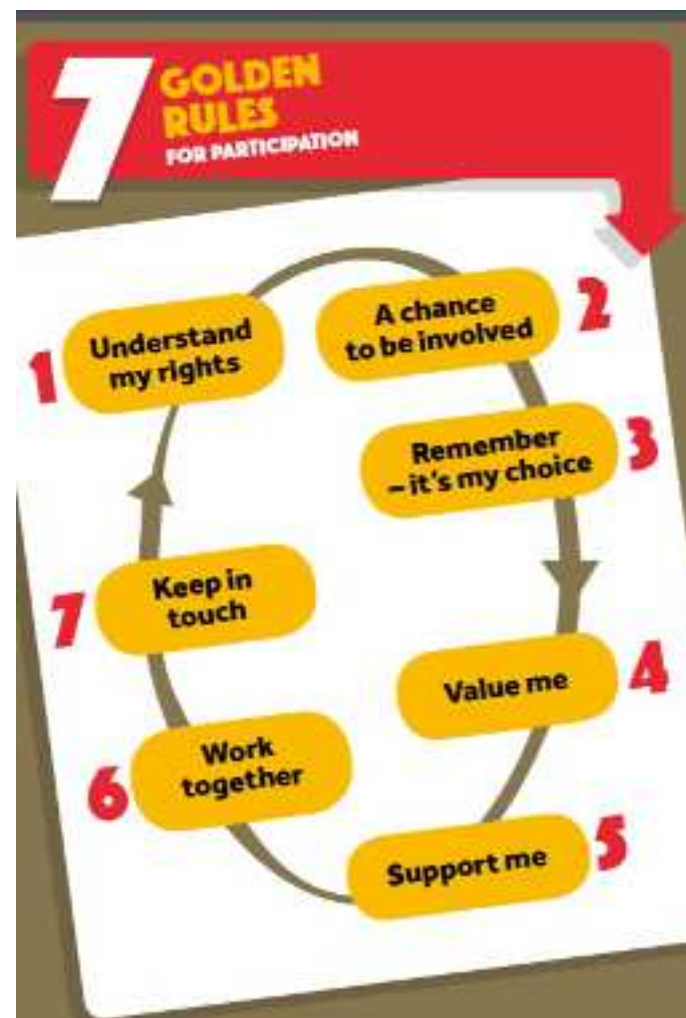 7 GOLDEN
RULES
FOR PARTICIPATION
1
Understand
my rights
A chance
to be involved
2
Remember
– it's my choice
3
Value me
4
Support me
5
6
Work
together
7
Keep in
touch